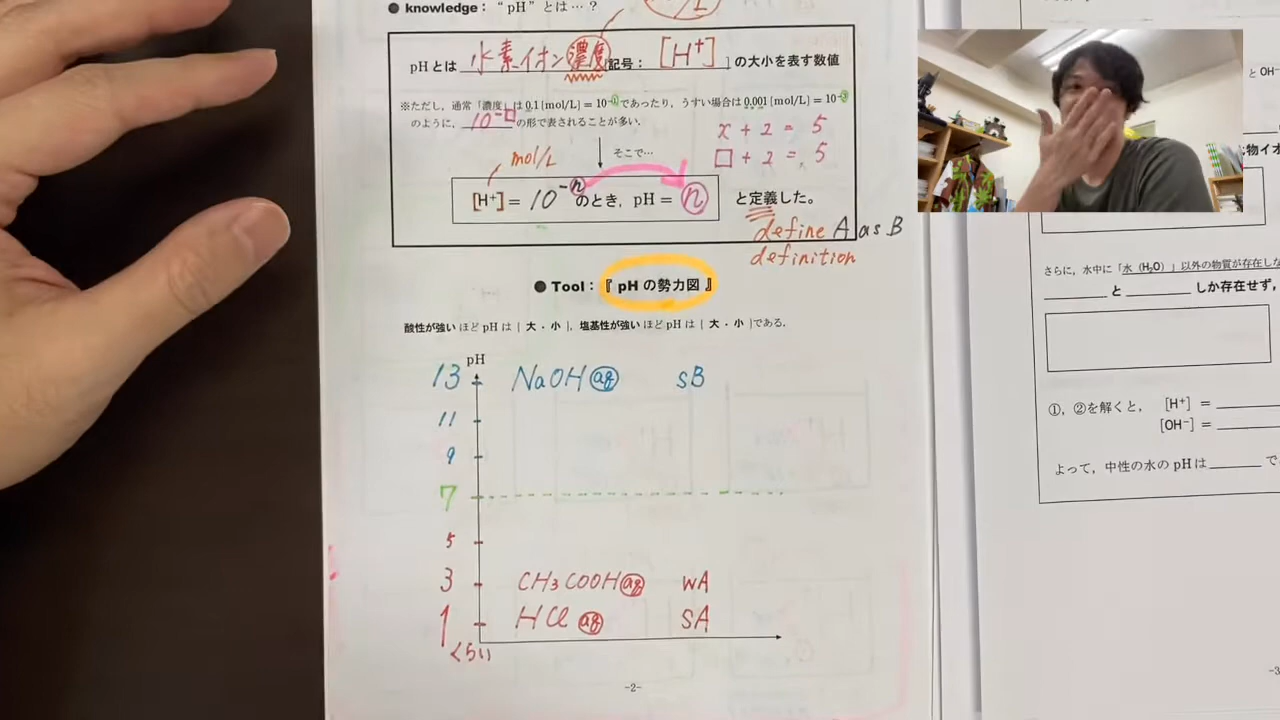 ● knowledge: “pH” とは…？
pHとは 水素イオン濃度 記号： [H⁺] の大小を表す数値
※ただし，通常「濃度」は 0.1 [mol/L] = 10⁻¹であったり，うすい場合は 0.001 [mol/L] = 10⁻³
のように， 10⁻□ の形で表されることが多い．
x + 2 = 5
□ + 2 = 5
そこで…
mol/L
[H⁺] = 10⁻ⁿ のとき，pH = n と定義した。
define A as B
definition
● Tool：『 pH の勢力図 』
酸性が強い ほど pH は [ 大・小 ]，塩基性が強い ほど pH は [ 大・小 ]である．
pH
13 NaOH aq sB
11
9
7
5
3 CH3COOH aq wA
1 HCl aq sA
くらい
-2-
と OH⁻
さらに，水中に「水（H₂O）」以外の物質が存在しな
と しか存在せず，
①，②を解くと， [H⁺] =
[OH⁻] =
よって，中性の水の pH は で
-3